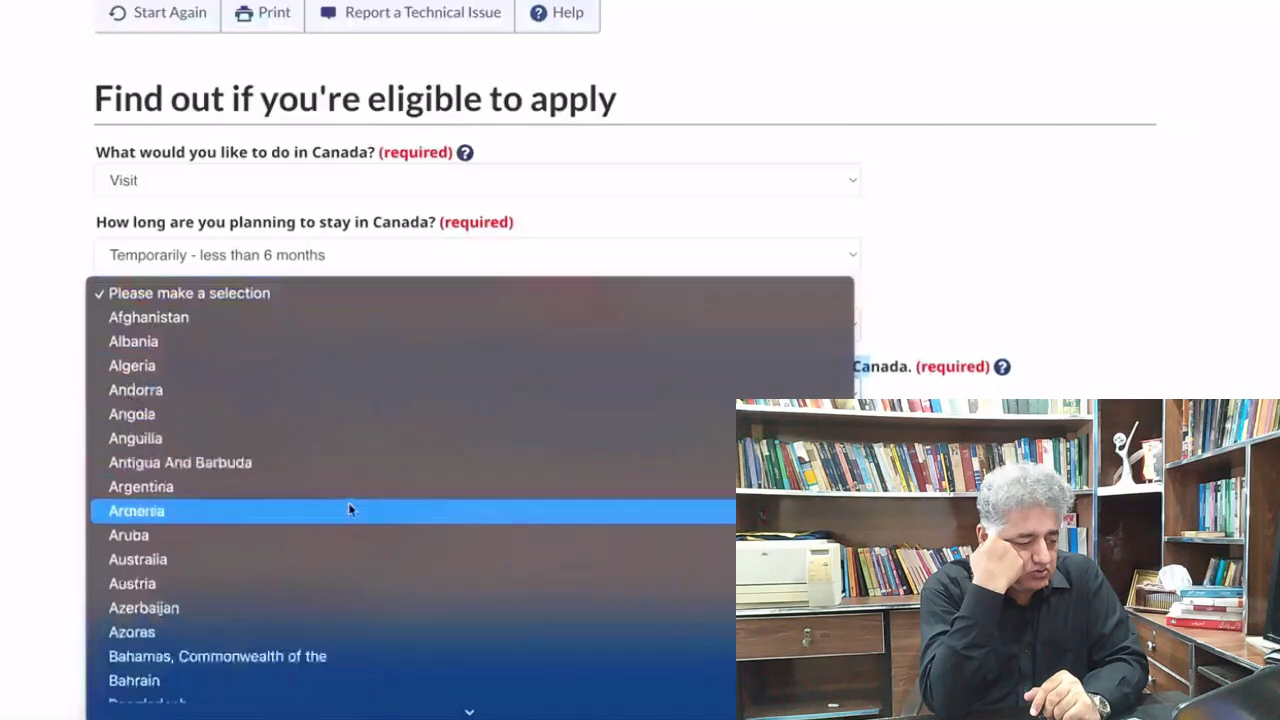 Start Again
Print
Report a Technical Issue
Help
Find out if you're eligible to apply
What would you like to do in Canada? (required)
Visit
How long are you planning to stay in Canada? (required)
Temporarily - less than 6 months
Please make a selection
Afghanistan
Albania
Algeria
Canada. (required)
Andorra
Angola
Anguilla
Antigua And Barbuda
Argentina
Armenia
Aruba
Australia
Austria
Azerbaijan
Azores
Bahamas, Commonwealth of the
Bahrain